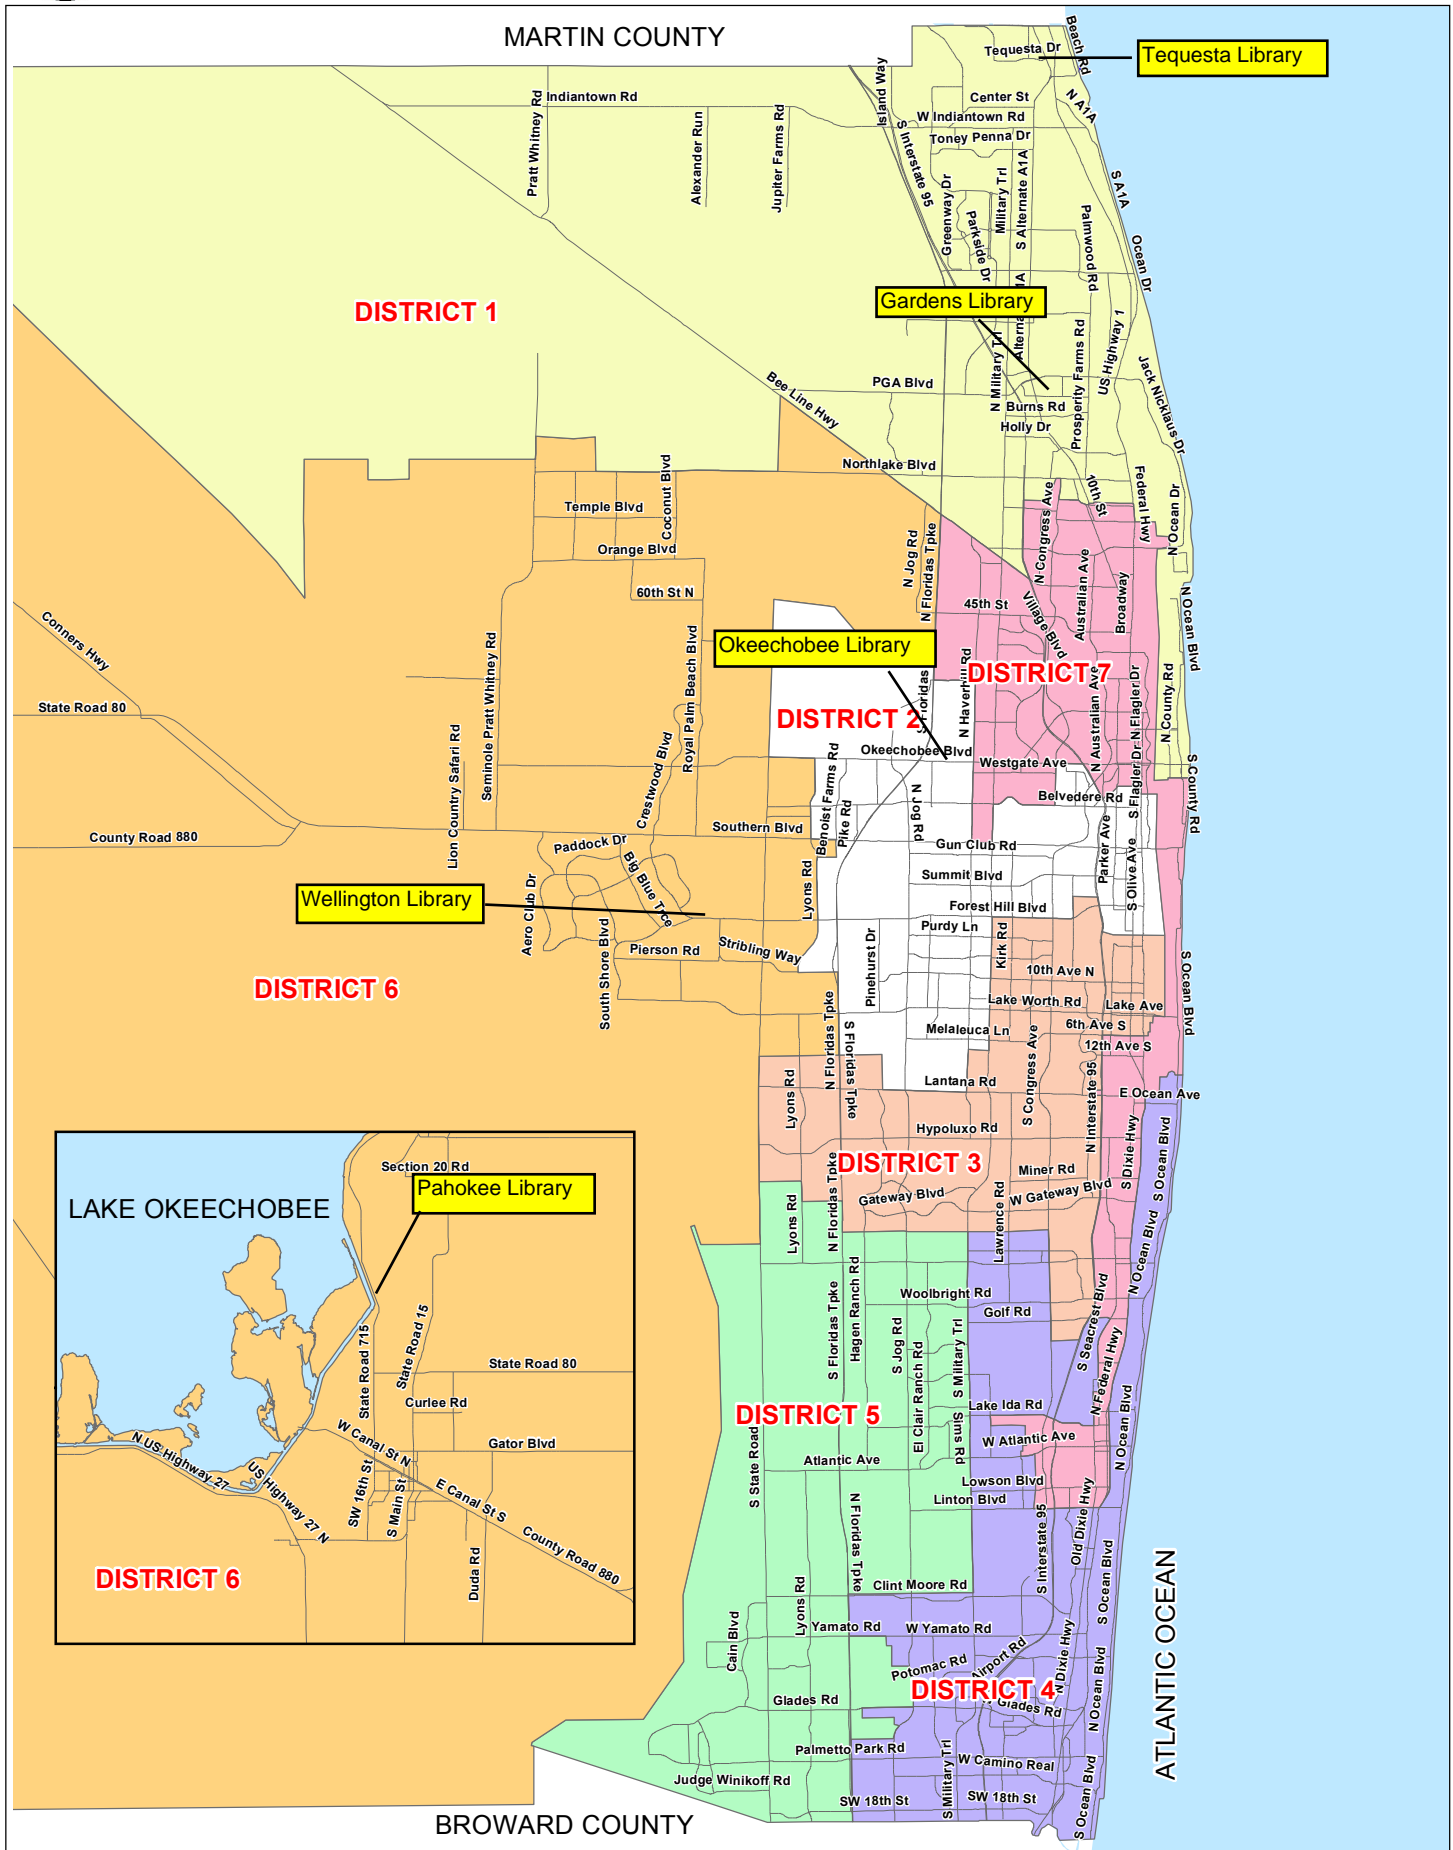 MARTIN COUNTY
Tequesta Library
Tequesta Dr
Beach Rd
Island Way
Pratt Whitney Rd
Indiantown Rd
Center St
N A1A
W Indiantown Rd
Toney Penna Dr
Alexander Run
Jupiter Farms Rd
S Interstate 95
Military Trl
S Alternate A1A
S A1A
Greenway Dr
Parkside Dr
Palmwood Rd
Ocean Dr
DISTRICT 1
Gardens Library
N Military Trl
Prosperity Farms Rd
US Highway 1
Jack Nicklaus Dr
Bee Line Hwy
PGA Blvd
Burns Rd
Holly Dr
Northlake Blvd
Coconut Blvd
Temple Blvd
Orange Blvd
60th St N
10th St
Federal Hwy
N Ocean Dr
N Congress Ave
N Jog Rd
N Floridas Tpke
Australian Ave
Broadway
45th St
Village Blvd
N Ocean Blvd
Conners Hwy
State Road 80
Seminole Pratt Whitney Rd
Royal Palm Beach Blvd
Okeechobee Library
N Haverhill Rd
DISTRICT 7
DISTRICT 2
N Australian Ave
N Flagler Dr
N County Rd
Okeechobee Blvd
Westgate Ave
Lion Country Safari Rd
Crestwood Blvd
Benoist Farms Rd
Pike Rd
N Jog Rd
Belvedere Rd
S Flagler Dr
S County Rd
County Road 880
Southern Blvd
Paddock Dr
Big Blue Trce
Gun Club Rd
Parker Ave
S Olive Ave
Summit Blvd
Wellington Library
Aero Club Dr
Lyons Rd
Forest Hill Blvd
South Shore Blvd
Pierson Rd
Stribling Way
Pinehurst Dr
Purdy Ln
Kirk Rd
10th Ave N
S Ocean Blvd
DISTRICT 6
Lake Worth Rd
Lake Ave
N Floridas Tpke
S Floridas Tpke
Melaleuca Ln
6th Ave S
12th Ave S
S Congress Ave
N Interstate 95
Lantana Rd
E Ocean Ave
Lyons Rd
Hypoluxo Rd
S Dixie Hwy
S Ocean Blvd
DISTRICT 3
Miner Rd
Gateway Blvd
W Gateway Blvd
Lawrence Rd
Lyons Rd
N Floridas Tpke
N Ocean Blvd
LAKE OKEECHOBEE
Section 20 Rd
Pahokee Library
State Road 715
State Road 15
State Road 80
Curlee Rd
W Canal St N
Gator Blvd
N US Highway 27
US Highway 27 N
SW 16th St
S Main St
E Canal St S
County Road 880
Duda Rd
DISTRICT 6
S Floridas Tpke
Hagen Ranch Rd
Woolbright Rd
Golf Rd
S Jog Rd
El Clair Ranch Rd
S Military Trl
S Seacrest Blvd
N Federal Hwy
DISTRICT 5
Lake Ida Rd
Sims Rd
W Atlantic Ave
N Ocean Blvd
S State Road
Atlantic Ave
Lowson Blvd
Linton Blvd
N Floridas Tpke
S Interstate 95
Old Dixie Hwy
S Ocean Blvd
Clint Moore Rd
Lyons Rd
Cain Blvd
Yamato Rd
W Yamato Rd
Potomac Rd
Airport Rd
N Dixie Hwy
N Ocean Blvd
DISTRICT 4
Glades Rd
Glades Rd
Palmetto Park Rd
Judge Winikoff Rd
S Military Trl
W Camino Real
SW 18th St
SW 18th St
S Ocean Blvd
ATLANTIC OCEAN
BROWARD COUNTY